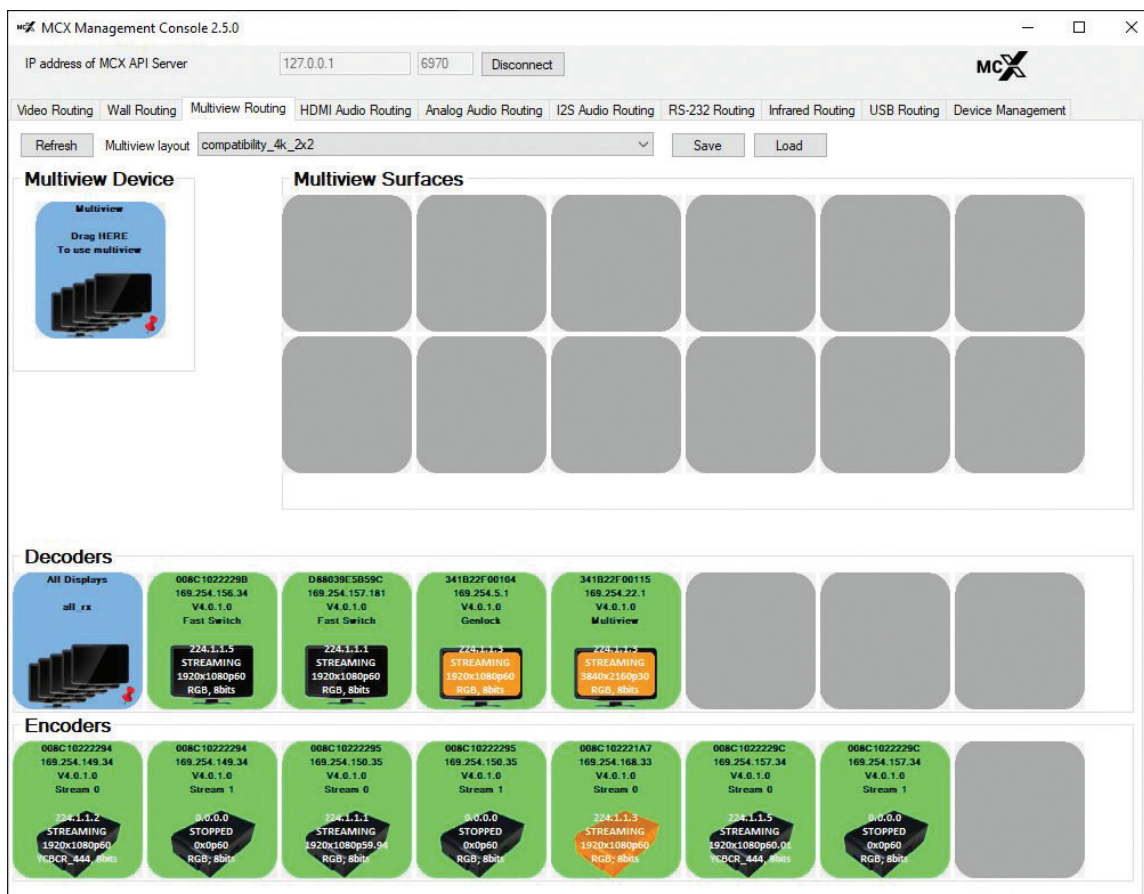 MCX MCX Management Console 2.5.0
IP address of MCX API Server 127.0.0.1 6970 Disconnect MCX
Video Routing Wall Routing Multiview Routing HDMI Audio Routing Analog Audio Routing I2S Audio Routing RS-232 Routing Infrared Routing USB Routing Device Management
Refresh Multiview layout compatibility_4k_2x2 Save Load
Multiview Device
Multiview
Drag HERE
To use multiview
Multiview Surfaces
Decoders
All Displays
all_rx
008C1022229B
169.254.156.34
V4.0.1.0
Fast Switch
224.1.1.5
STREAMING
1920x1080p60
RGB, 8bits
D88039E5B59C
169.254.157.181
V4.0.1.0
Fast Switch
224.1.1.1
STREAMING
1920x1080p60
RGB, 8bits
341B22F00104
169.254.5.1
V4.0.1.0
Genlock
224.1.1.3
STREAMING
1920x1080p60
RGB, 8bits
341B22F00115
169.254.22.1
V4.0.1.0
Multiview
224.1.1.3
STREAMING
3840x2160p30
RGB, 8bits
Encoders
008C10222294
169.254.149.34
V4.0.1.0
Stream 0
224.1.1.2
STREAMING
1920x1080p60
YCBCR_444, 8bits
008C10222294
169.254.149.34
V4.0.1.0
Stream 1
0.0.0.0
STOPPED
0x0p60
RGB, 8bits
008C10222295
169.254.150.35
V4.0.1.0
Stream 0
224.1.1.1
STREAMING
1920x1080p59.94
RGB, 8bits
008C10222295
169.254.150.35
V4.0.1.0
Stream 1
0.0.0.0
STOPPED
0x0p60
RGB, 8bits
008C102221A7
169.254.168.33
V4.0.1.0
Stream 0
224.1.1.3
STREAMING
1920x1080p60
RGB, 8bits
008C1022229C
169.254.157.34
V4.0.1.0
Stream 0
224.1.1.5
STREAMING
1920x1080p60.01
YCBCR_444, 8bits
008C1022229C
169.254.157.34
V4.0.1.0
Stream 1
0.0.0.0
STOPPED
0x0p60
RGB, 8bits